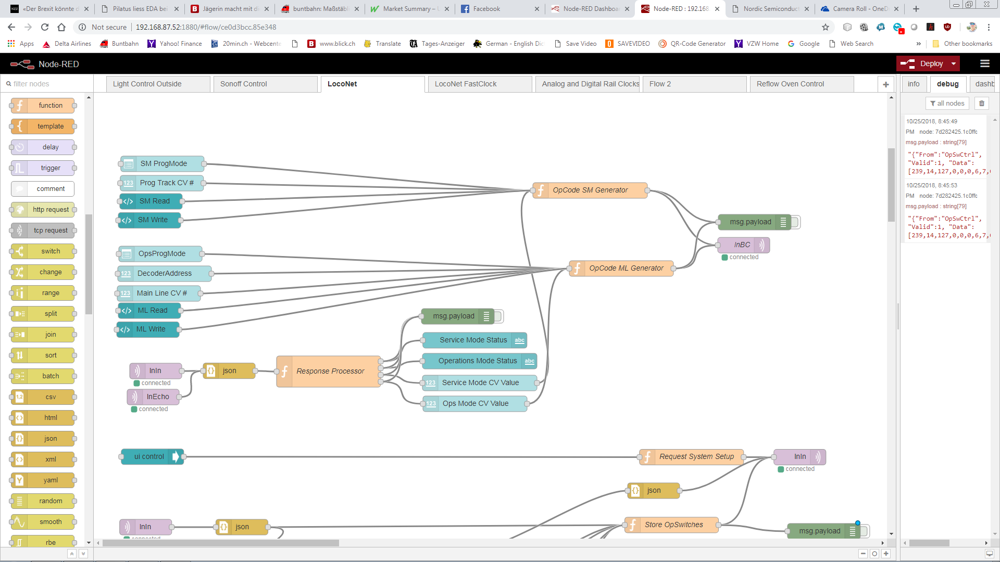 «Der Brexit könnte d
Pilatus liess EDA bei
Jägerin macht mit di
buntbahn: Maßstäbl
Market Summary – U
Facebook
Node-RED Dashboa
Node-RED : 192.168
Nordic Semiconduct
Camera Roll - OneD
Not secure
192.168.87.52:1880/#flow/ce0d3bcc.85e348
Apps
Delta Airlines
Buntbahn
Yahoo! Finance
20min.ch - Webcente
www.blick.ch
Translate
Tages-Anzeiger
German - English Dic
Save Video
SAVEVIDEO
QR-Code Generator
VZW Home
Google
Web Search
»
Other bookmarks
Node-RED
Deploy
filter nodes
Light Control Outside
Sonoff Control
LocoNet
LocoNet FastClock
Analog and Digital Rail Clocks
Flow 2
Reflow Oven Control
info
debug
dashb
all nodes
function
template
delay
trigger
comment
http request
tcp request
switch
change
range
split
join
sort
batch
csv
html
json
xml
yaml
random
smooth
rbe
SM ProgMode
123 Prog Track CV #
SM Read
SM Write
OpsProgMode
123 DecoderAddress
123 Main Line CV #
ML Read
ML Write
OpCode SM Generator
msg.payload
InBC
connected
OpCode ML Generator
msg.payload
Service Mode Status abc
Operations Mode Status abc
123 Service Mode CV Value
123 Ops Mode CV Value
InIn
connected
json
Response Processor
InEcho
connected
ui control
Request System Setup
InIn
connected
json
InIn
connected
json
Store OpSwitches
msg.payload
10/25/2018, 8:45:49
PM node: 7d282425.1c0ffc
msg.payload : string[79]
"{"From":"OpSwCtrl",
"Valid":1, "Data":
[239,14,127,0,0,0,6,7,
10/25/2018, 8:45:53
PM node: 7d282425.1c0ffc
msg.payload : string[79]
"{"From":"OpSwCtrl",
"Valid":1, "Data":
[239,14,127,0,0,0,6,7,